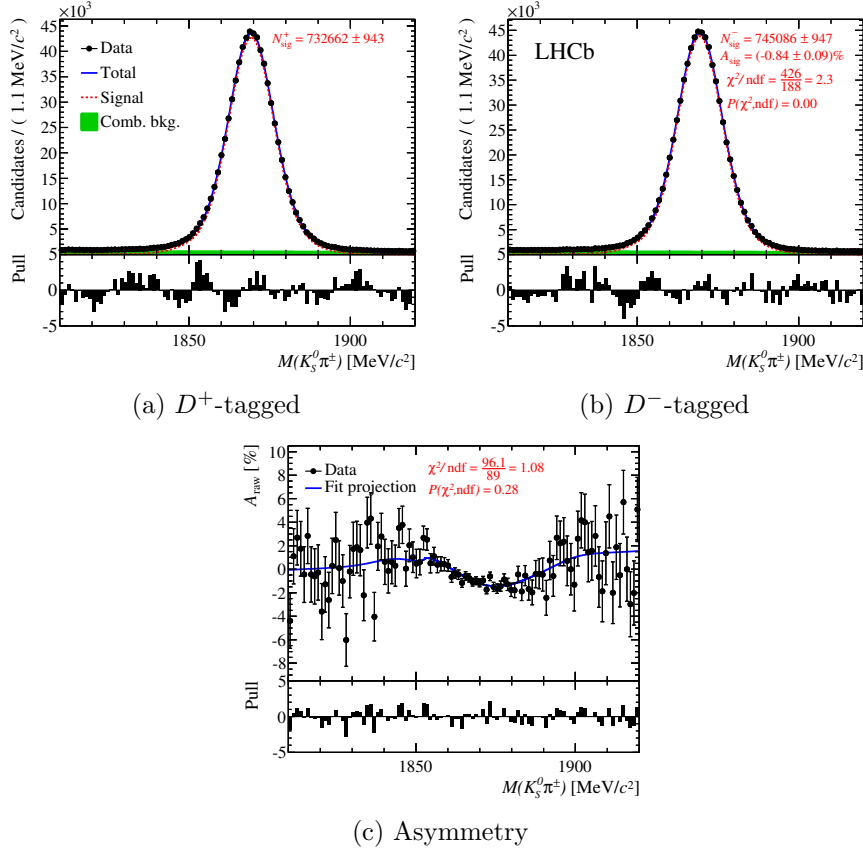 ×10³
Candidates / ( 1.1 MeV/c² )
45
40
35
30
25
20
15
10
5
Data
Total
Signal
Comb. bkg.
N⁺sig = 732662 ± 943
Pull
5
0
-5
1850
1900
M(K⁰Sπ±) [MeV/c²]
(a) D⁺-tagged
×10³
Candidates / ( 1.1 MeV/c² )
45
40
35
30
25
20
15
10
5
LHCb
N⁻sig = 745086 ± 947
Asig = (-0.84 ± 0.09)%
χ²/ ndf = 426/188 = 2.3
P(χ²,ndf) = 0.00
Pull
5
0
-5
1850
1900
M(K⁰Sπ±) [MeV/c²]
(b) D⁻-tagged
Araw [%]
10
8
6
4
2
0
-2
-4
-6
-8
Data
Fit projection
χ²/ ndf = 96.1/89 = 1.08
P(χ²,ndf) = 0.28
Pull
5
0
-5
1850
1900
M(K⁰Sπ±) [MeV/c²]
(c) Asymmetry